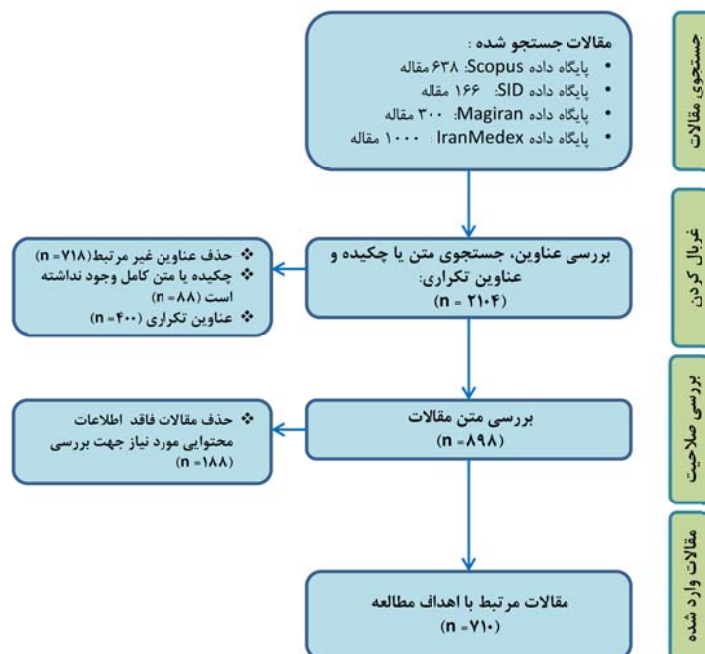 جستجوی مقالات
مقالات جستجو شده :
• پایگاه داده Scopus: ۶۳۸ مقاله
• پایگاه داده SID: ۱۶۶ مقاله
• پایگاه داده Magiran: ۳۰۰ مقاله
• پایگاه داده IranMedex : ۱۰۰۰ مقاله
غربال کردن
بررسی عناوین، جستجوی متن یا چکیده و
عناوین تکراری:
(n = ۲۱۰۴)
❖ حذف عناوین غیر مرتبط(n =۷۱۸)
❖ چکیده یا متن کامل وجود نداشته
است (n =۸۸)
❖ عناوین تکراری (n =۴۰۰)
بررسی صلاحیت
بررسی متن مقالات
(n =۸۹۸)
❖ حذف مقالات فاقد اطلاعات
محتوایی مورد نیاز جهت بررسی
(n =۱۸۸)
مقالات وارد شده
مقالات مرتبط با اهداف مطالعه
(n =۷۱۰)